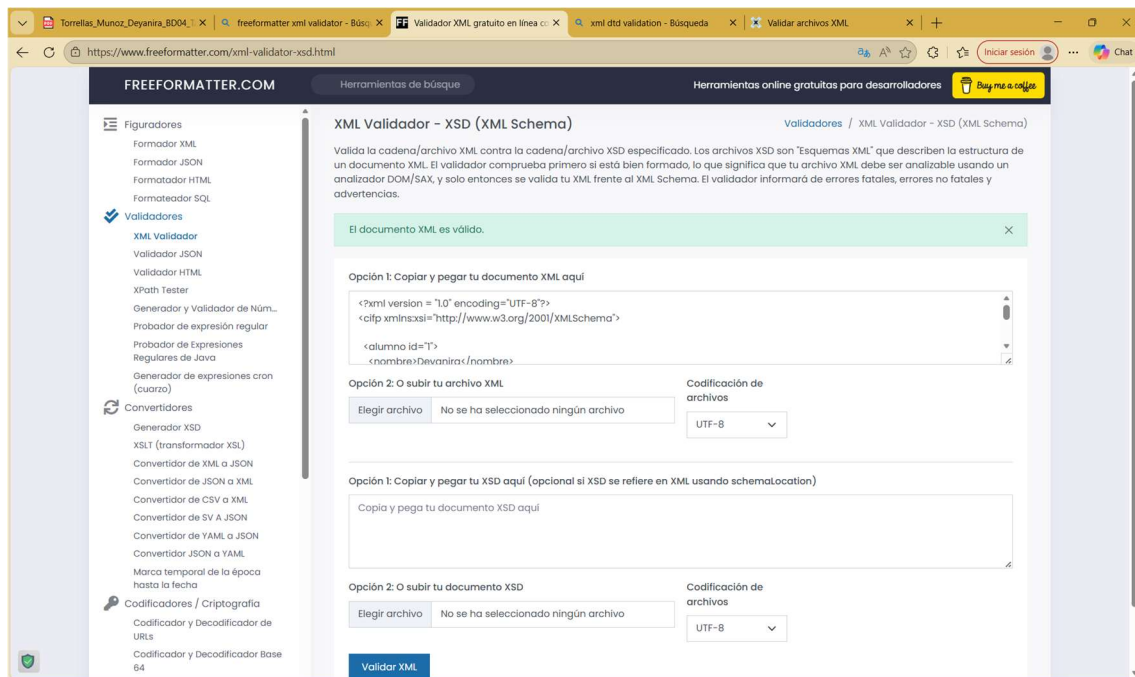 Torrellas_Munoz_Deyanira_BD04_T
freeformatter xml validator - Búsq
Validador XML gratuito en línea co
xml dtd validation - Búsqueda
Validar archivos XML
https://www.freeformatter.com/xml-validator-xsd.html
Iniciar sesión
Chat
FREEFORMATTER.COM
Herramientas de búsque
Herramientas online gratuitas para desarrolladores
Buy me a coffee
Figuradores
Formador XML
Formador JSON
Formatador HTML
Formateador SQL
Validadores
XML Validador
Validador JSON
Validador HTML
XPath Tester
Generador y Validador de Núm...
Probador de expresión regular
Probador de Expresiones
Regulares de Java
Generador de expresiones cron
(cuarzo)
Convertidores
Generador XSD
XSLT (transformador XSL)
Convertidor de XML a JSON
Convertidor de JSON a XML
Convertidor de CSV a XML
Convertidor de SV A JSON
Convertidor de YAML a JSON
Convertidor JSON a YAML
Marca temporal de la época
hasta la fecha
Codificadores / Criptografía
Codificador y Decodificador de
URLs
Codificador y Decodificador Base
64
XML Validador - XSD (XML Schema)
Validadores / XML Validador - XSD (XML Schema)
Valida la cadena/archivo XML contra la cadena/archivo XSD especificado. Los archivos XSD son "Esquemas XML" que describen la estructura de
un documento XML. El validador comprueba primero si está bien formado, lo que significa que tu archivo XML debe ser analizable usando un
analizador DOM/SAX, y solo entonces se valida tu XML frente al XML Schema. El validador informará de errores fatales, errores no fatales y
advertencias.
El documento XML es válido.
Opción 1: Copiar y pegar tu documento XML aquí
<?xml version = "1.0" encoding="UTF-8"?>
<cifp xmlns:xsi="http://www.w3.org/2001/XMLSchema">
<alumno id="1">
<nombre>Deyanira</nombre>
Opción 2: O subir tu archivo XML
Codificación de
archivos
Elegir archivo No se ha seleccionado ningún archivo
UTF-8
Opción 1: Copiar y pegar tu XSD aquí (opcional si XSD se refiere en XML usando schemaLocation)
Copia y pega tu documento XSD aquí
Opción 2: O subir tu documento XSD
Codificación de
archivos
Elegir archivo No se ha seleccionado ningún archivo
UTF-8
Validar XML